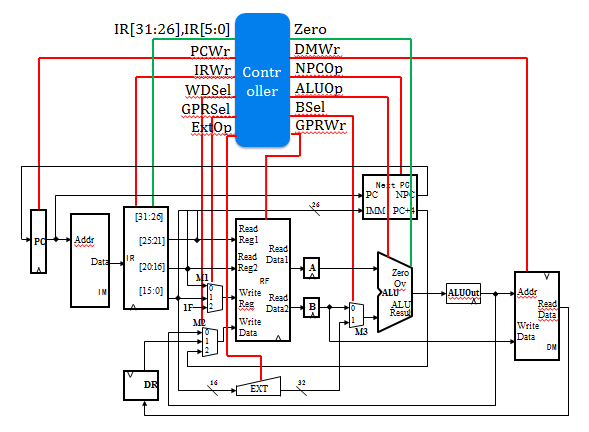 IR[31:26],IR[5:0]
Zero
PCWr
DMWr
IRWr
NPCOp
WDSel
ALUOp
GPRSel
BSel
ExtOp
GPRWr
Contr
oller
Next PG
PC
NPC
IMM
PC+4
26
PC
Addr
Data
IM
[31:26]
[25:21]
IR
[20:16]
[15:0]
Read
Reg1
Read
Data1
Read
Reg2
RF
Write
Reg
Read
Data2
Write
Data
M1
0
1
2
1F
M2
0
1
2
A
B
0
1
M3
Zero
Ov
ALU
ALU
Resul
ALUOut
Addr
Read
Data
Write
Data
DM
DR
16
EXT
32